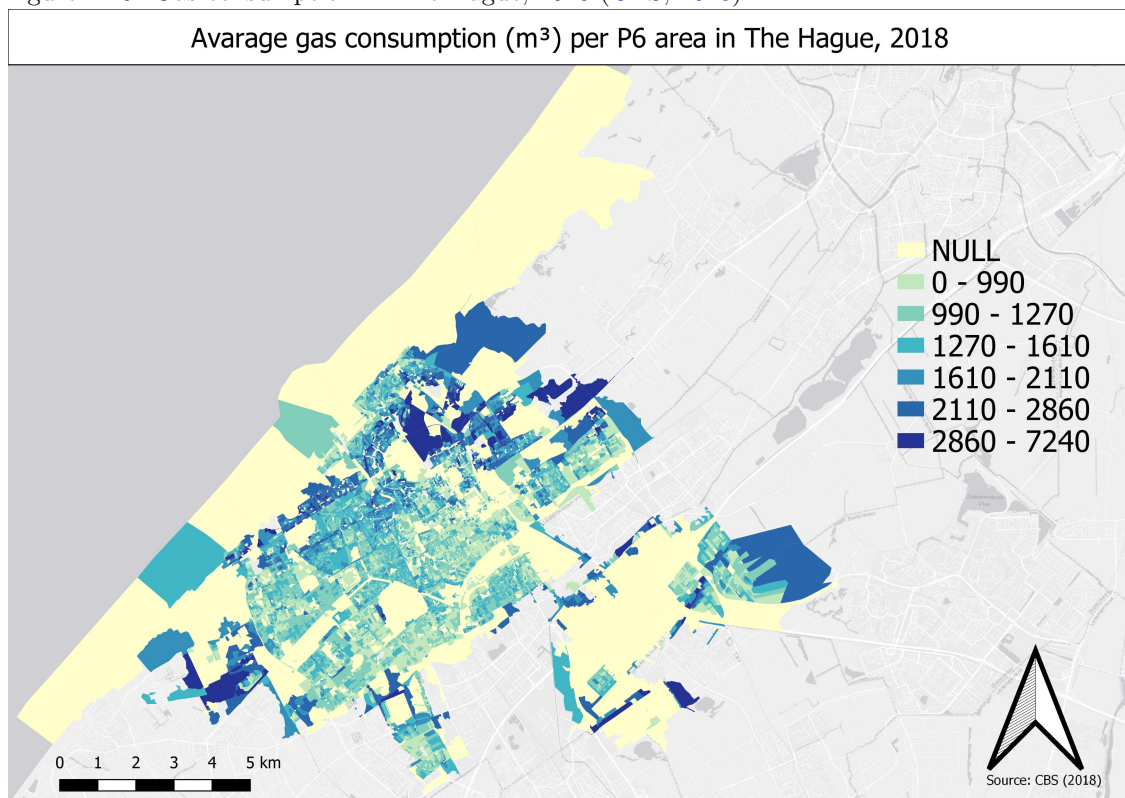 Avarage gas consumption (m³) per P6 area in The Hague, 2018
NULL
0 - 990
990 - 1270
1270 - 1610
1610 - 2110
2110 - 2860
2860 - 7240
0 1 2 3 4 5 km
Source: CBS (2018)